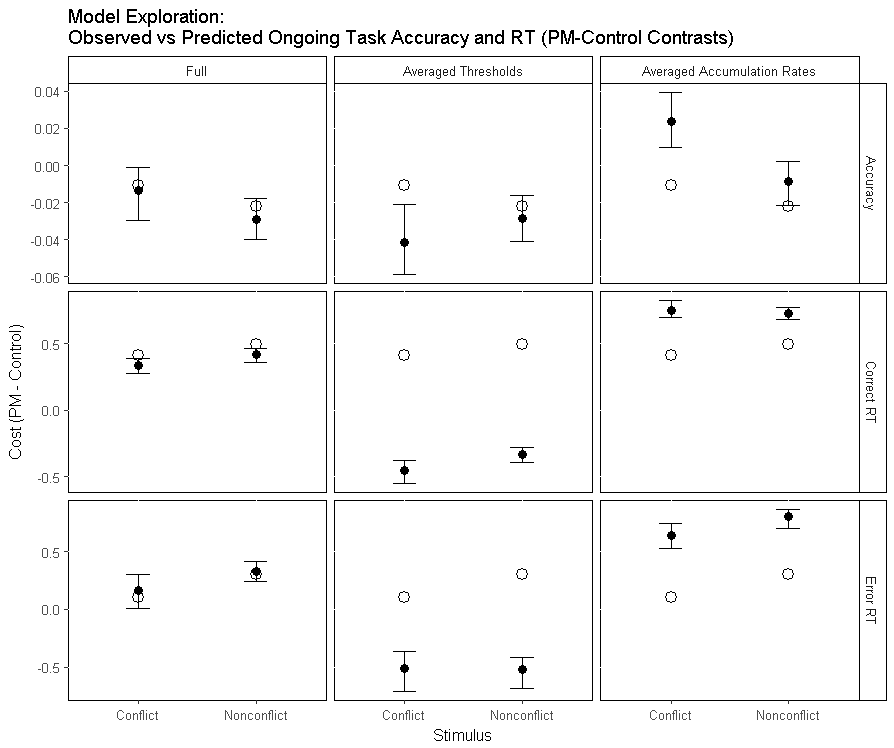 Model Exploration:
Observed vs Predicted Ongoing Task Accuracy and RT (PM-Control Contrasts)
Full
Averaged Thresholds
Averaged Accumulation Rates
0.04
0.02
0.00
-0.02
-0.04
-0.06
Accuracy
0.5
0.0
-0.5
Correct RT
0.5
0.0
-0.5
Error RT
Cost (PM - Control)
Conflict
Nonconflict
Conflict
Nonconflict
Conflict
Nonconflict
Stimulus